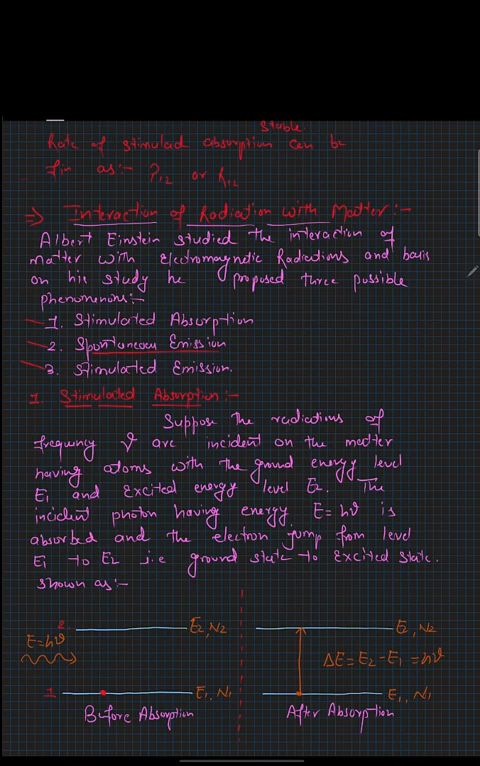 Stable
Rate of Stimulad absorption can be
fin as:- P12 or R12
=> Interaction of Radiation with Matter:-
Albert Einstein studied the interaction of
matter with Electromagnetic Radiations and basis
on his study he proposed three possible
phenomenons:-
1. Stimulated Absorption
2. Spontaneous Emission
3. Stimulated Emission.
1. Stimulated Absorption:-
Suppose the radiations of
frequency ν are incident on the matter
having atoms with the ground energy level
E1 and Excited energy level E2. The
incident photon having energy E=hν is
absorbed and the electron jump from level
E1 to E2 i.e ground state to Excited state.
Shown as:-
2 E2, N2 E2, N2
E=hν ΔE = E2-E1 = hν
1 E1, N1 E1, N1
Before Absorption After Absorption